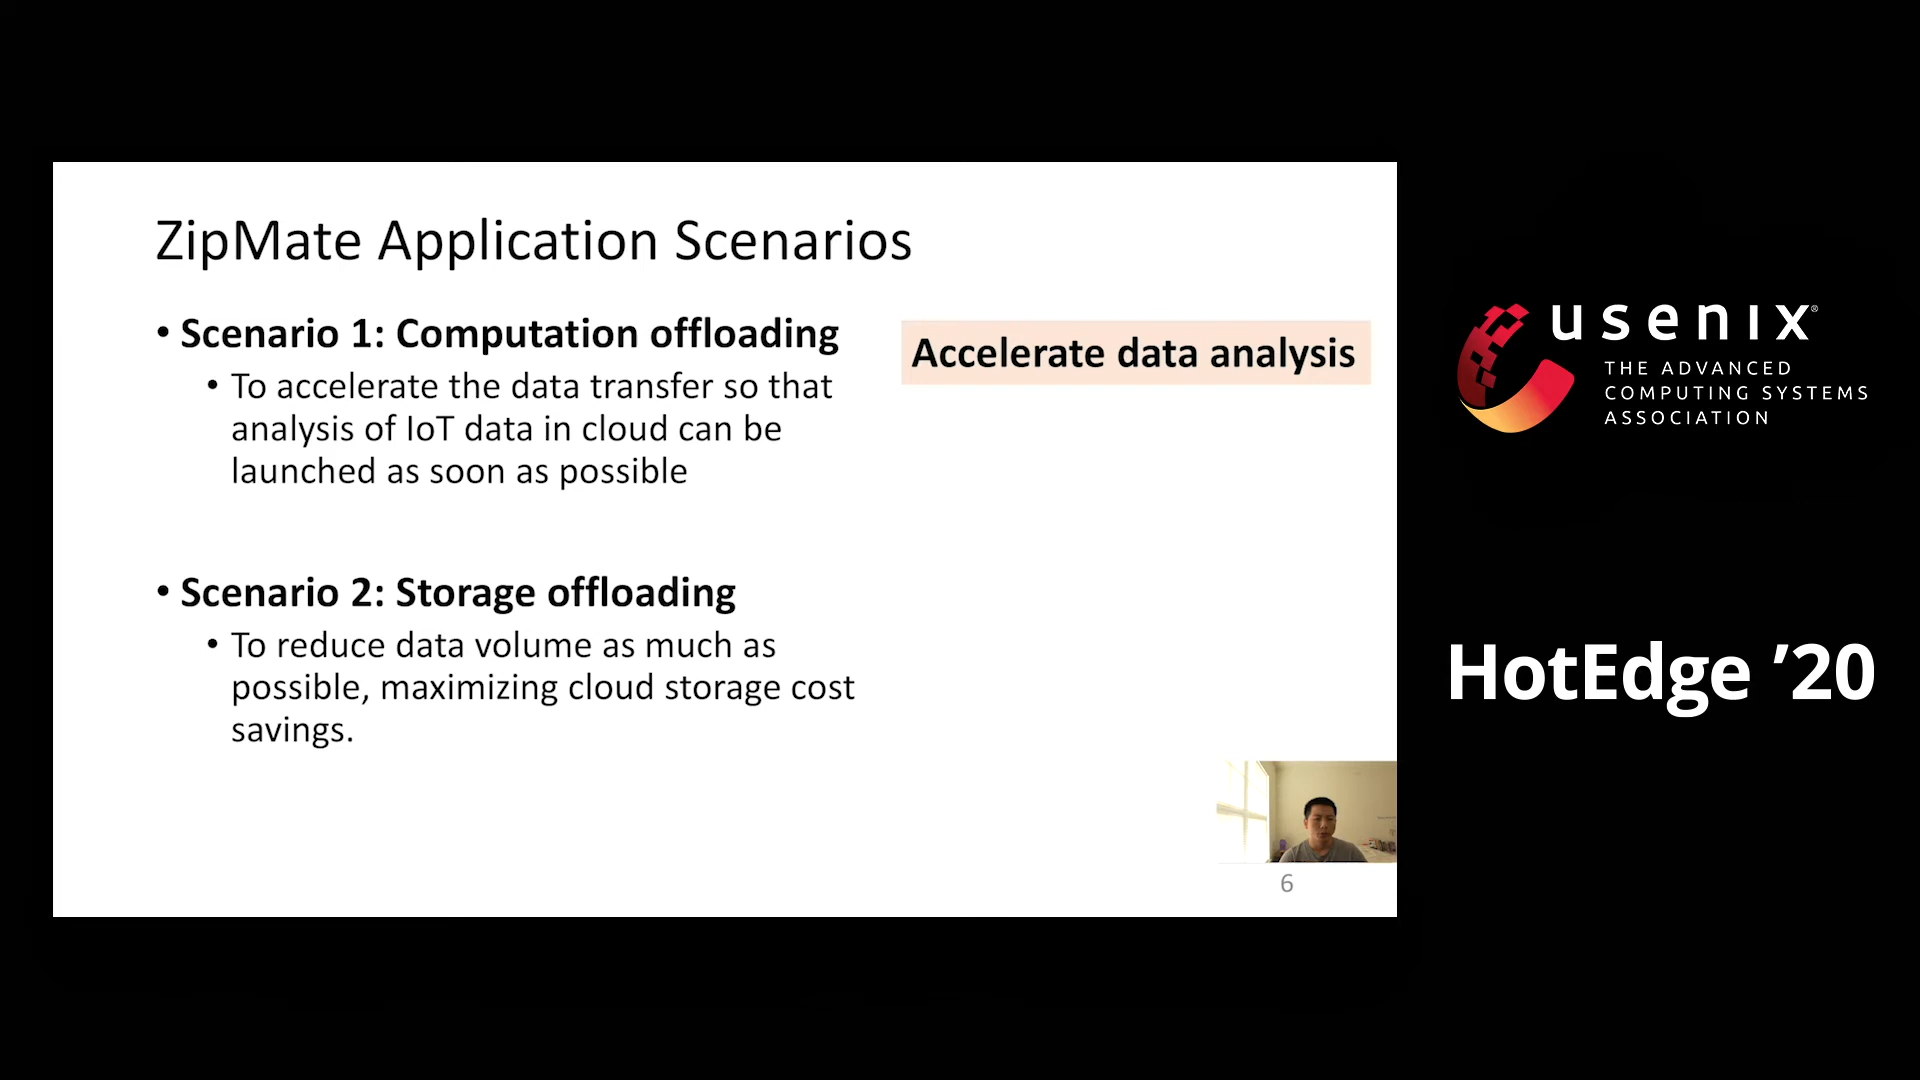 ZipMate Application Scenarios
• Scenario 1: Computation offloading
• To accelerate the data transfer so that
analysis of IoT data in cloud can be
launched as soon as possible
Accelerate data analysis
• Scenario 2: Storage offloading
• To reduce data volume as much as
possible, maximizing cloud storage cost
savings.
6
usenix®
THE ADVANCED
COMPUTING SYSTEMS
ASSOCIATION
HotEdge ’20